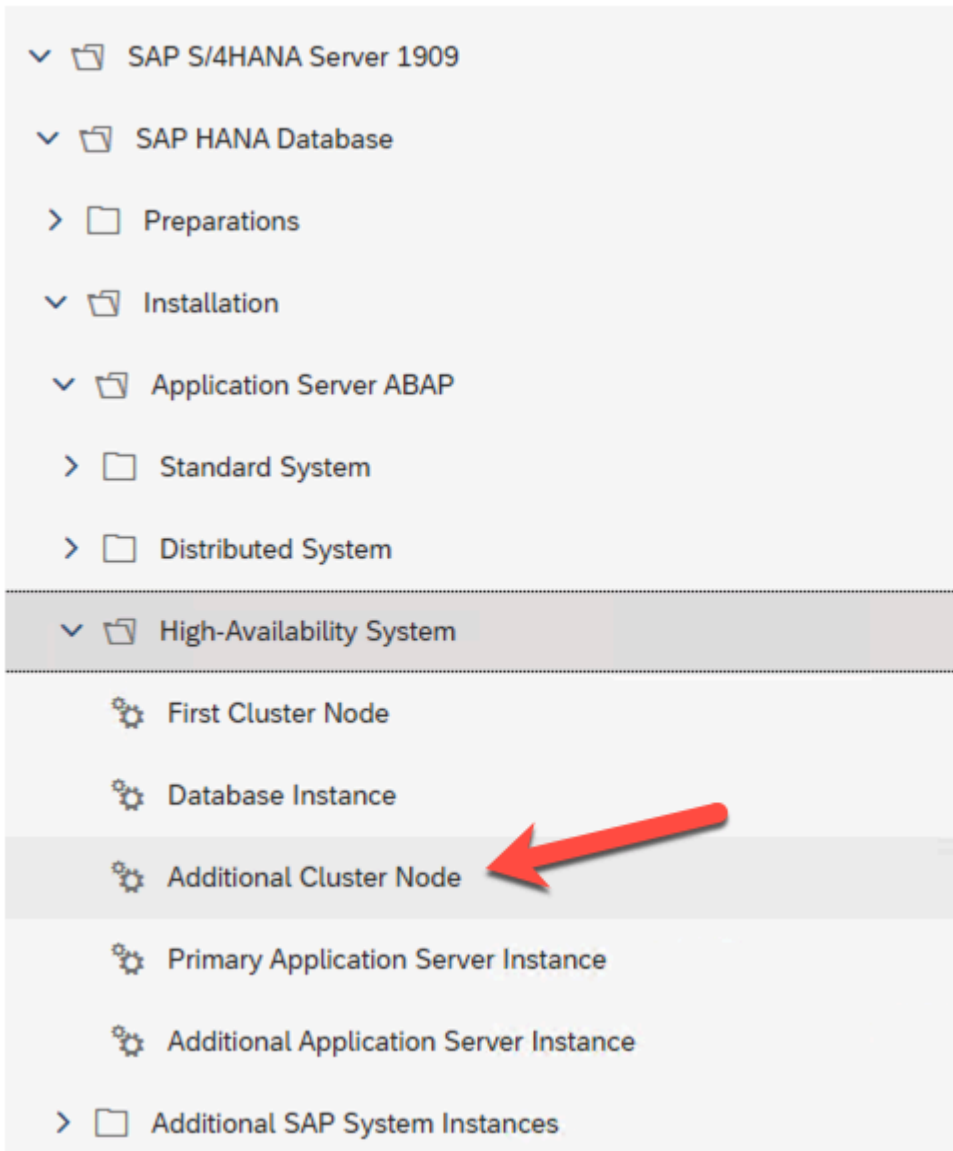 SAP S/4HANA Server 1909
SAP HANA Database
Preparations
Installation
Application Server ABAP
Standard System
Distributed System
High-Availability System
First Cluster Node
Database Instance
Additional Cluster Node
Primary Application Server Instance
Additional Application Server Instance
Additional SAP System Instances